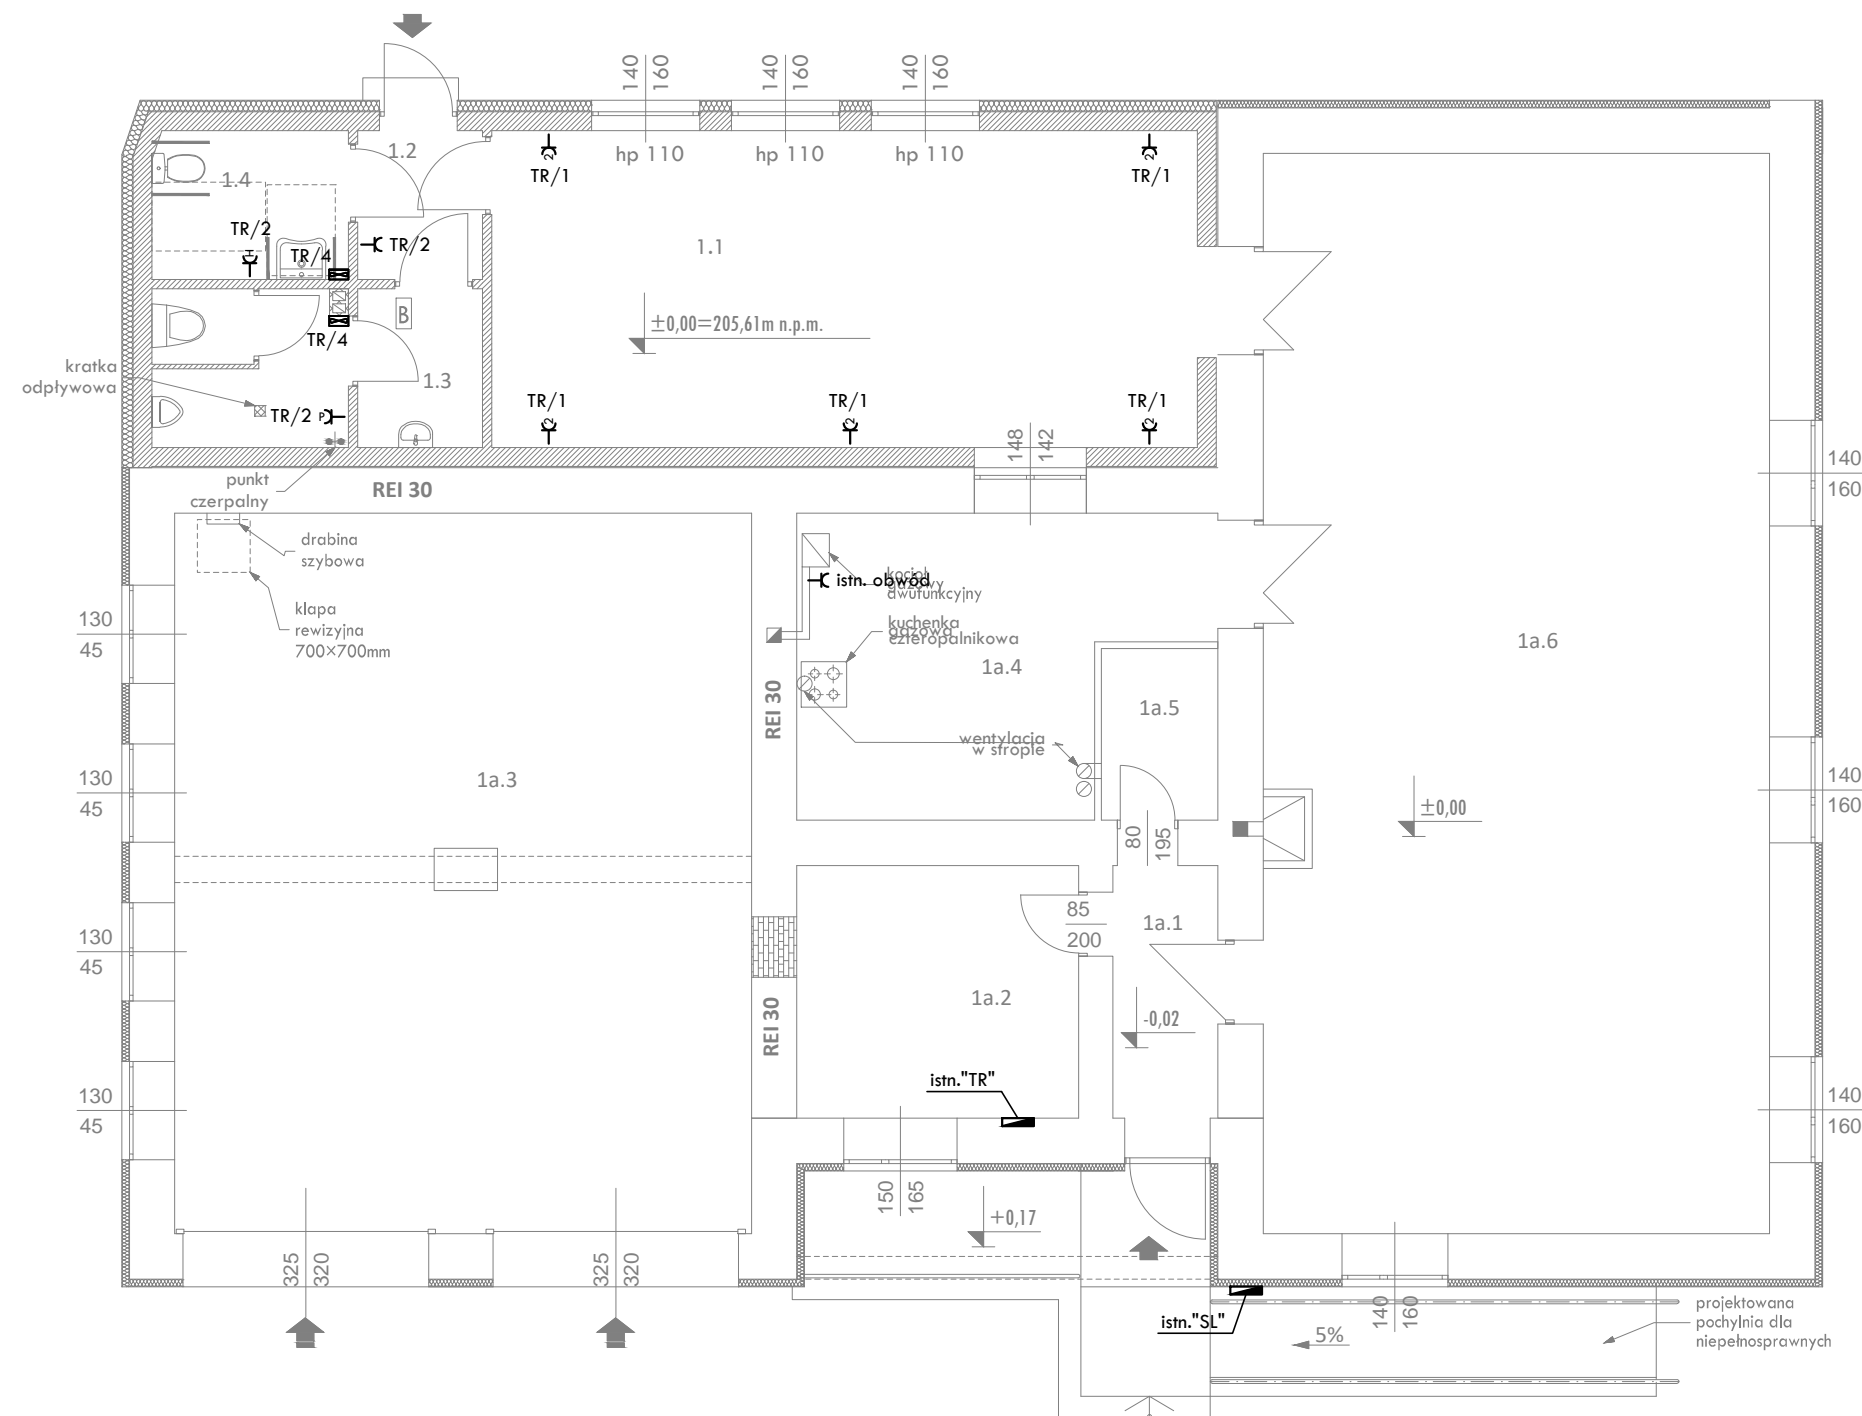 140
160
140
160
140
160
hp 110
hp 110
hp 110
1.2
1.4
2
TR/1
2
TR/1
TR/2
T
TR/4
TR/2
1.1
B
±0,00=205,61m n.p.m.
TR/4
kratka
odpływowa
1.3
TR/2
P
TR/1
2
TR/1
2
TR/1
2
148
142
140
160
punkt
czerpalny
REI 30
drabina
szybowa
klapa
rewizyjna
700×700mm
kocioł
gazowy
dwufunkcyjny
istn. obwód
kuchenka
gazowa
czteropalnikowa
130
45
1a.4
1a.6
REI 30
1a.5
wentylacja
w stropie
130
45
1a.3
140
160
±0,00
80
195
130
45
85
200
1a.1
1a.2
REI 30
-0,02
istn."TR"
130
45
140
160
150
165
+0,17
325
320
325
320
istn."SL"
140
160
5%
projektowana
pochylnia dla
niepełnosprawnych